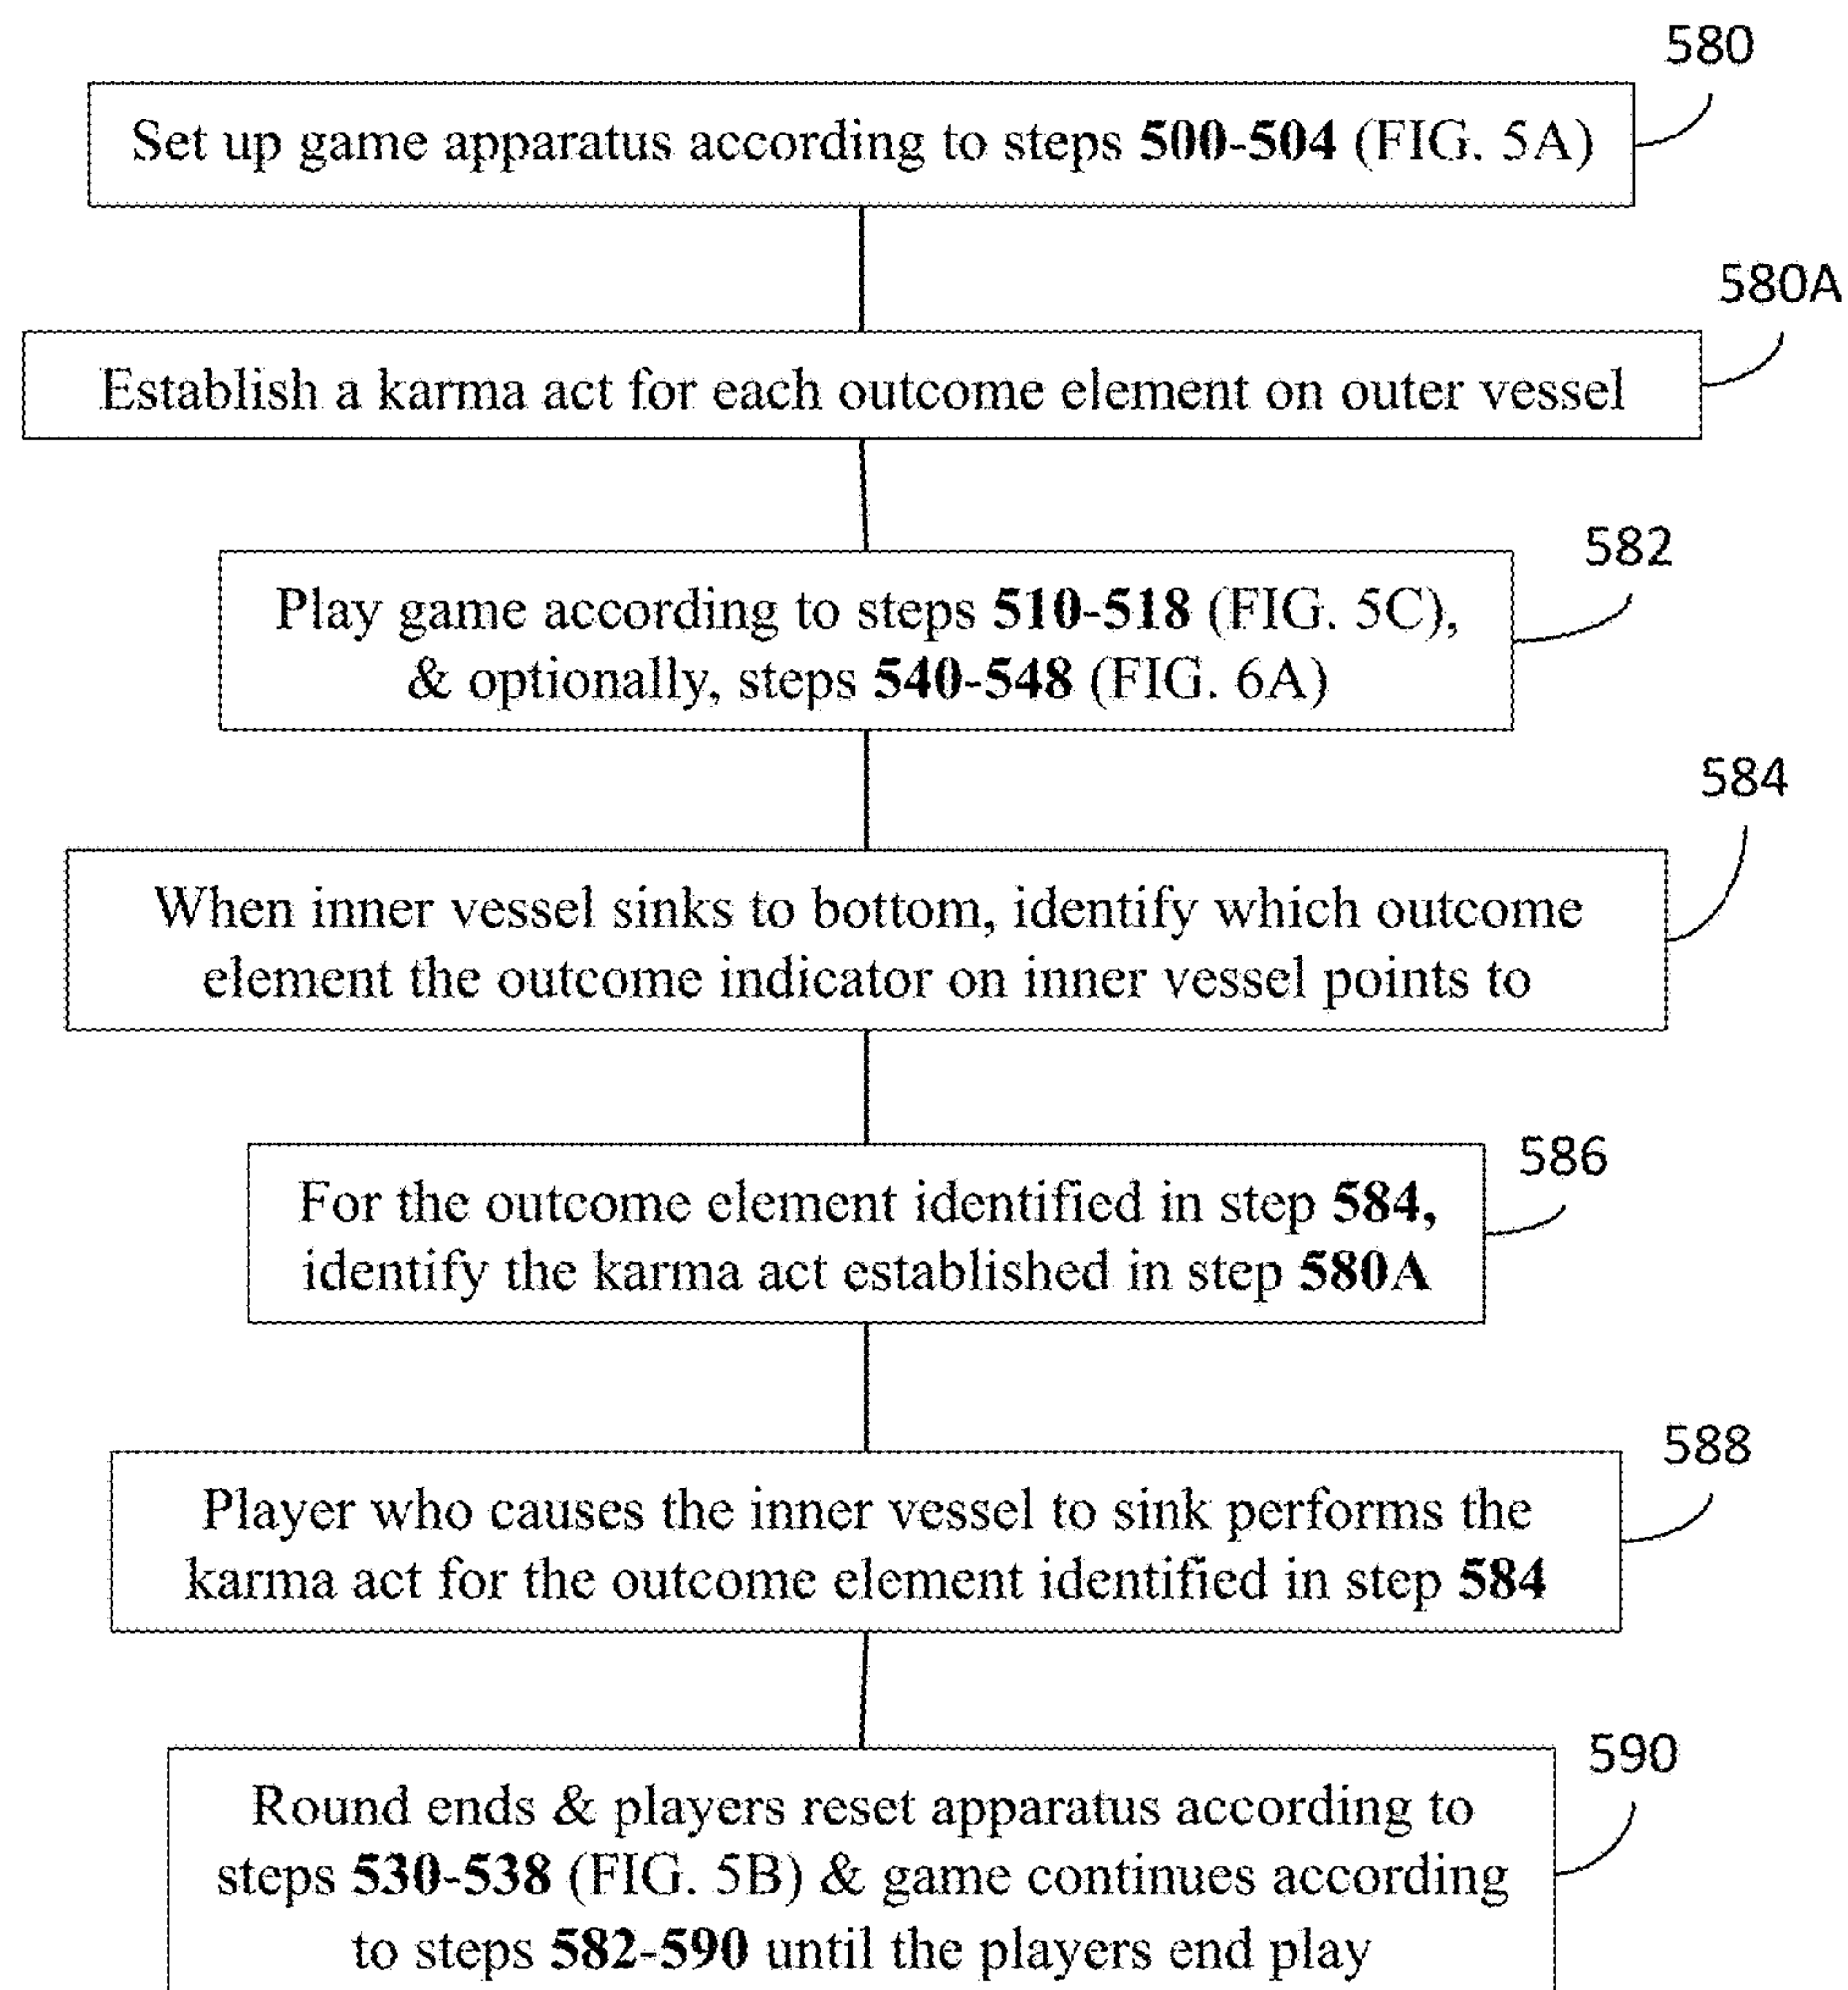 580
Set up game apparatus according to steps 500-504 (FIG. 5A)
580A
Establish a karma act for each outcome element on outer vessel
582
Play game according to steps 510-518 (FIG. 5C),
& optionally, steps 540-548 (FIG. 6A)
584
When inner vessel sinks to bottom, identify which outcome
element the outcome indicator on inner vessel points to
586
For the outcome element identified in step 584,
identify the karma act established in step 580A
588
Player who causes the inner vessel to sink performs the
karma act for the outcome element identified in step 584
590
Round ends & players reset apparatus according to
steps 530-538 (FIG. 5B) & game continues according
to steps 582-590 until the players end play